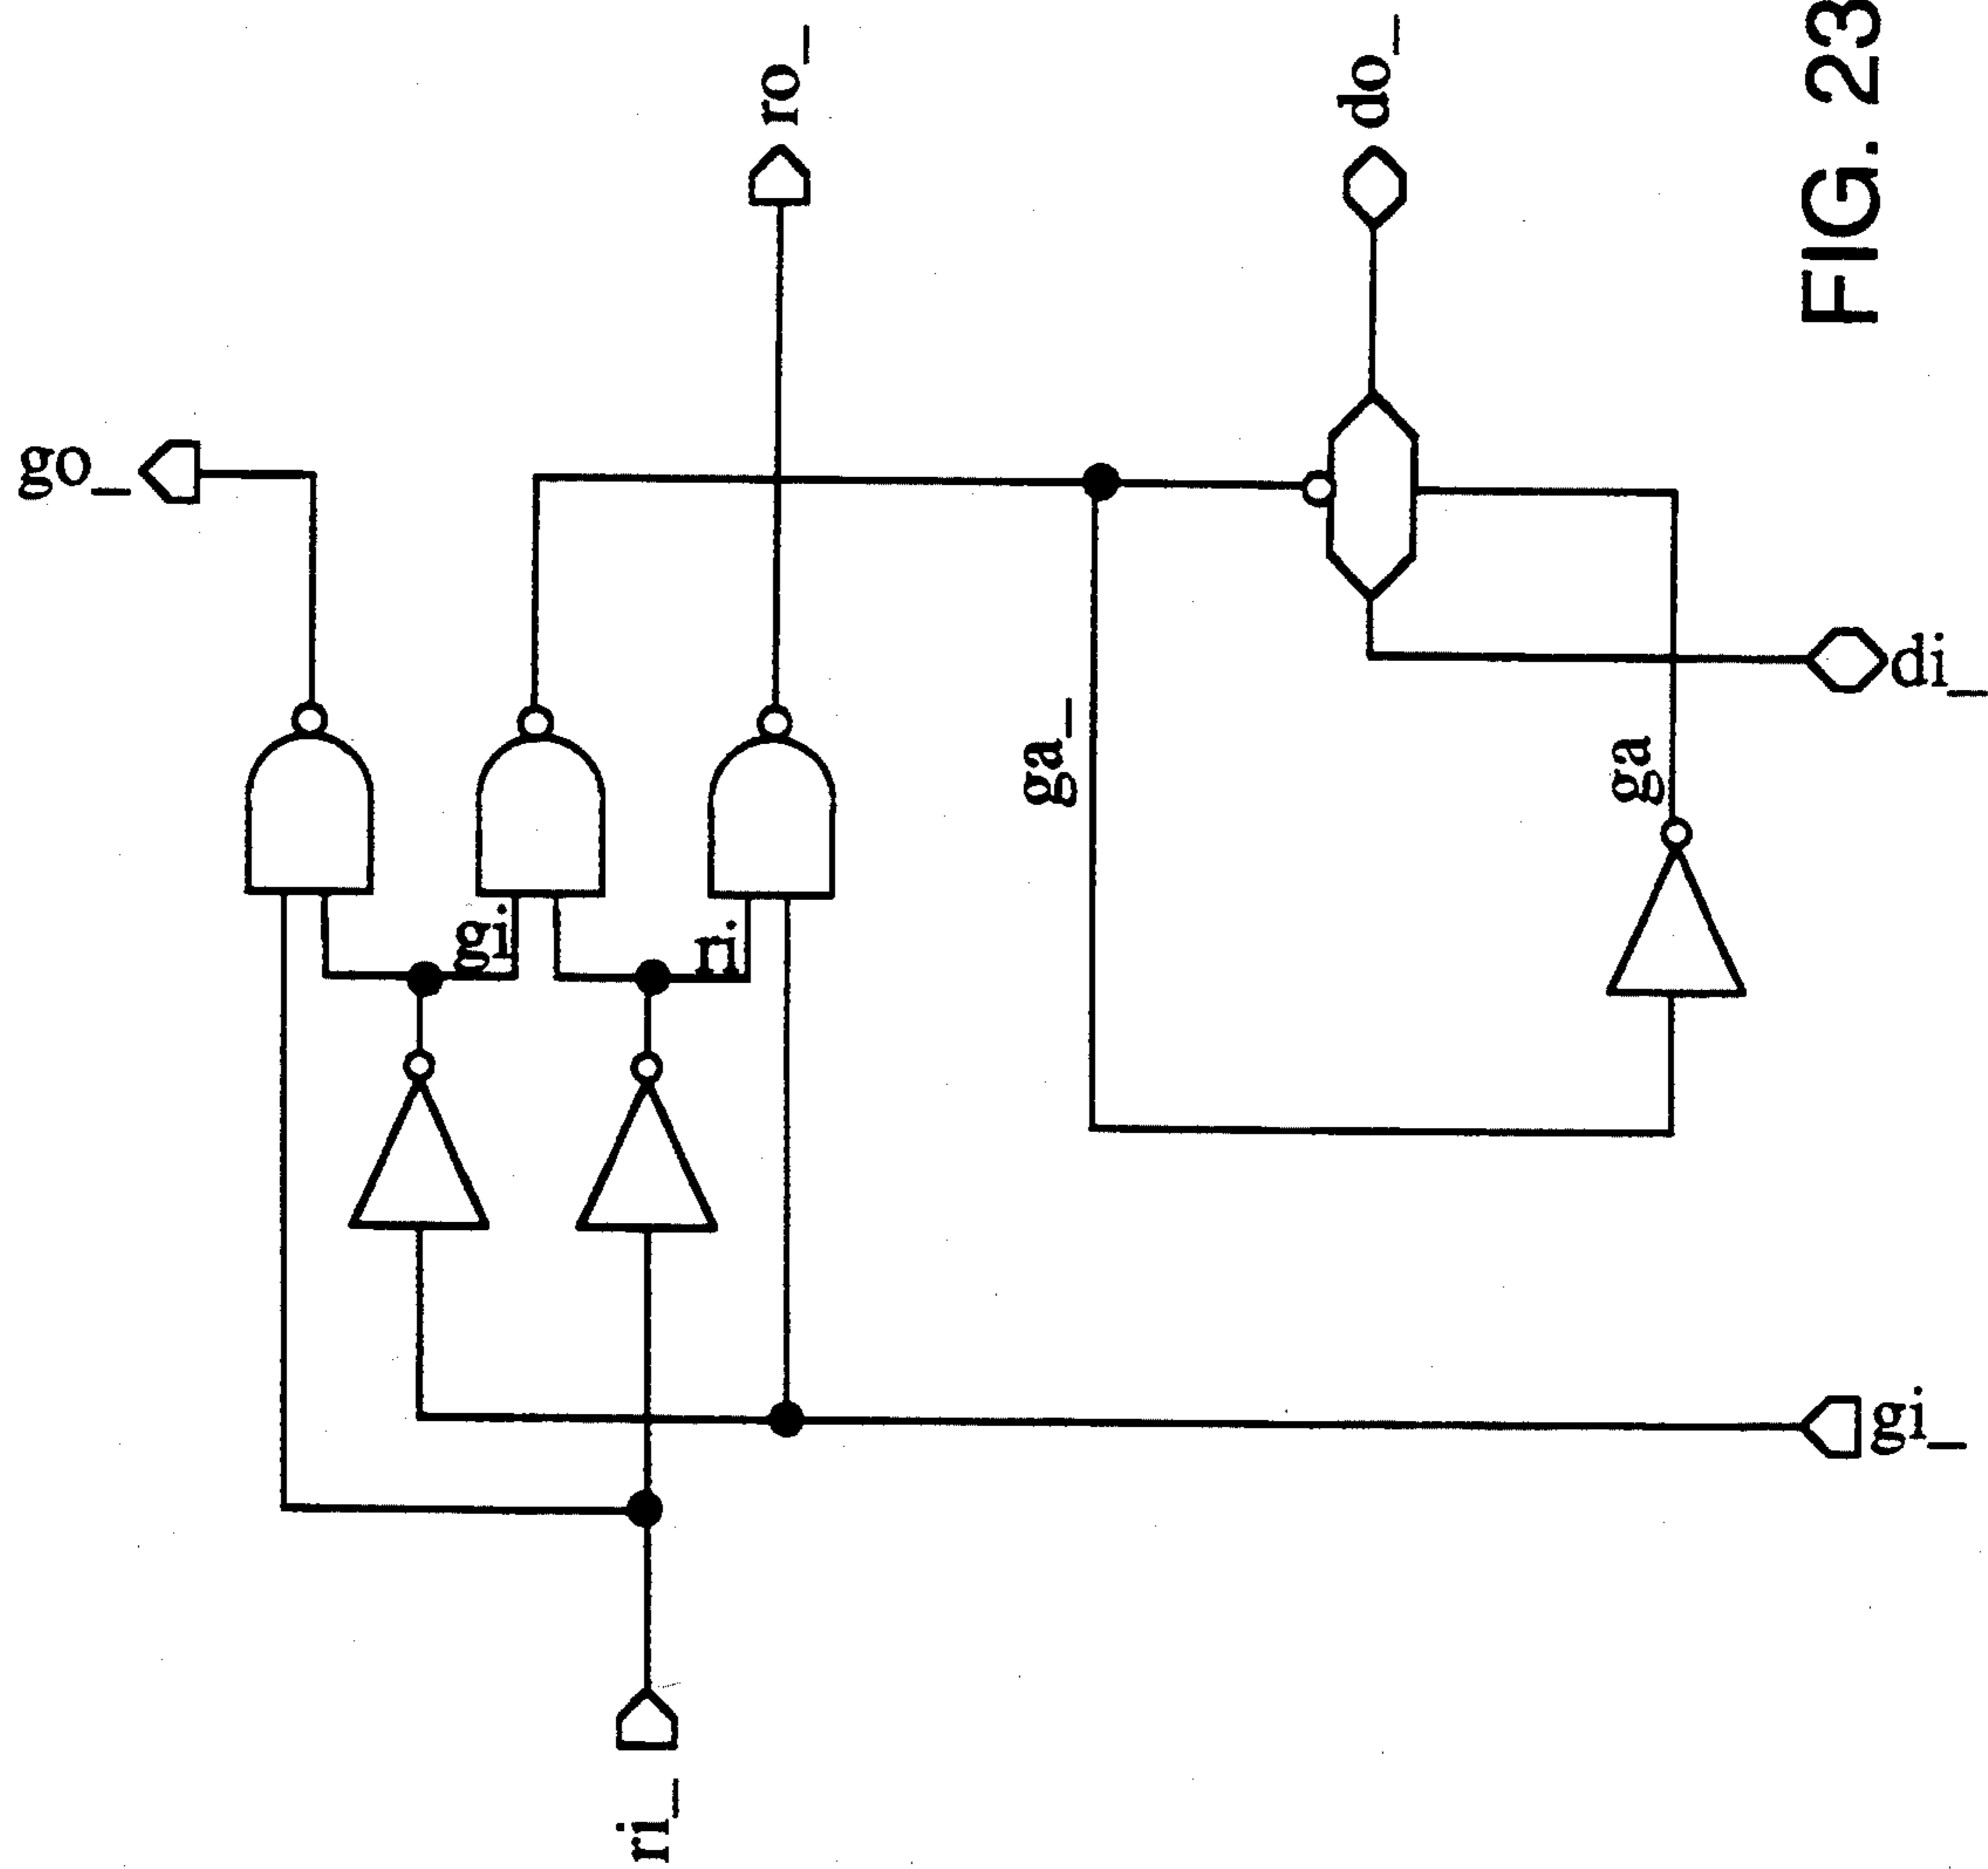 go_
ro_
do_
FIG. 23
gi
ri
ga_
ga
di_
gi_
ri_